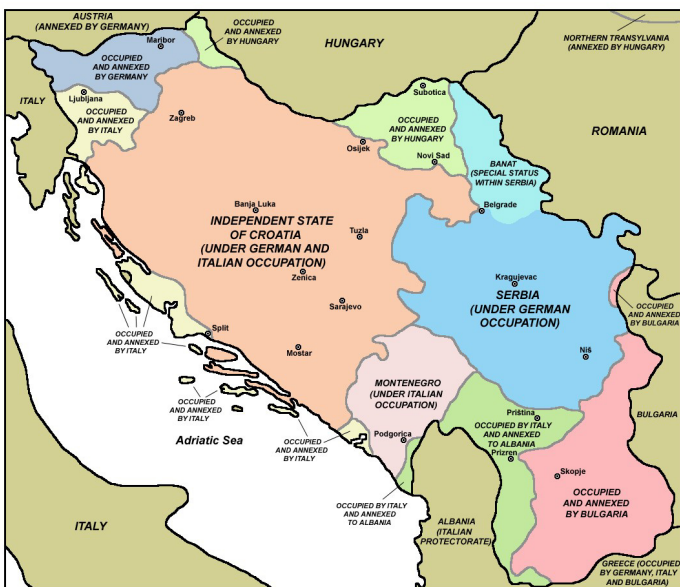 AUSTRIA
(ANNEXED BY GERMANY)
Maribor
OCCUPIED
AND ANNEXED
BY HUNGARY
HUNGARY
NORTHERN TRANSYLVANIA
(ANNEXED BY HUNGARY)
OCCUPIED
AND ANNEXED
BY GERMANY
ITALY
Ljubljana
OCCUPIED
AND ANNEXED
BY ITALY
Zagreb
Subotica
OCCUPIED
AND ANNEXED
BY HUNGARY
Osijek
Novi Sad
ROMANIA
BANAT
(SPECIAL STATUS
WITHIN SERBIA)
Belgrade
Banja Luka
INDEPENDENT STATE
OF CROATIA
(UNDER GERMAN AND
ITALIAN OCCUPATION)
Tuzla
Zenica
Sarajevo
Kragujevac
SERBIA
(UNDER GERMAN
OCCUPATION)
OCCUPIED
AND ANNEXED
BY BULGARIA
OCCUPIED
AND ANNEXED
BY ITALY
Split
Mostar
Niš
MONTENEGRO
(UNDER ITALIAN
OCCUPATION)
OCCUPIED
AND ANNEXED
BY ITALY
BULGARIA
Adriatic Sea
OCCUPIED
AND ANNEXED
BY ITALY
Podgorica
Priština
OCCUPIED BY ITALY
AND ANNEXED
TO ALBANIA
Prizren
Skopje
OCCUPIED
AND ANNEXED
BY BULGARIA
OCCUPIED BY ITALY
AND ANNEXED
TO ALBANIA
ITALY
ALBANIA
(ITALIAN
PROTECTORATE)
GREECE (OCCUPIED
BY GERMANY, ITALY
AND BULGARIA)